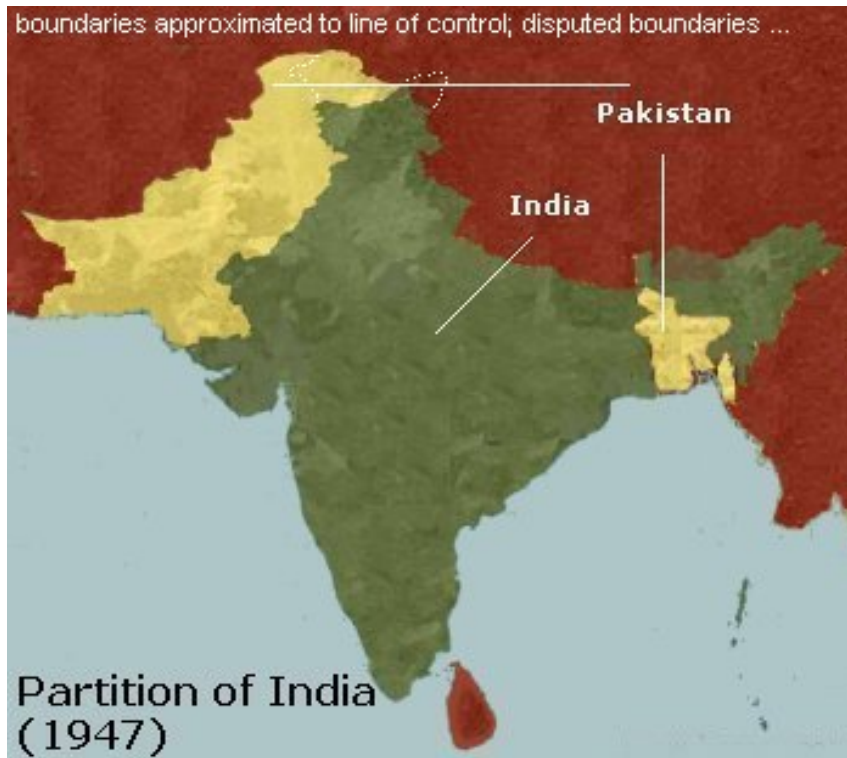 boundaries approximated to line of control; disputed boundaries ...
Pakistan
India
Partition of India
(1947)